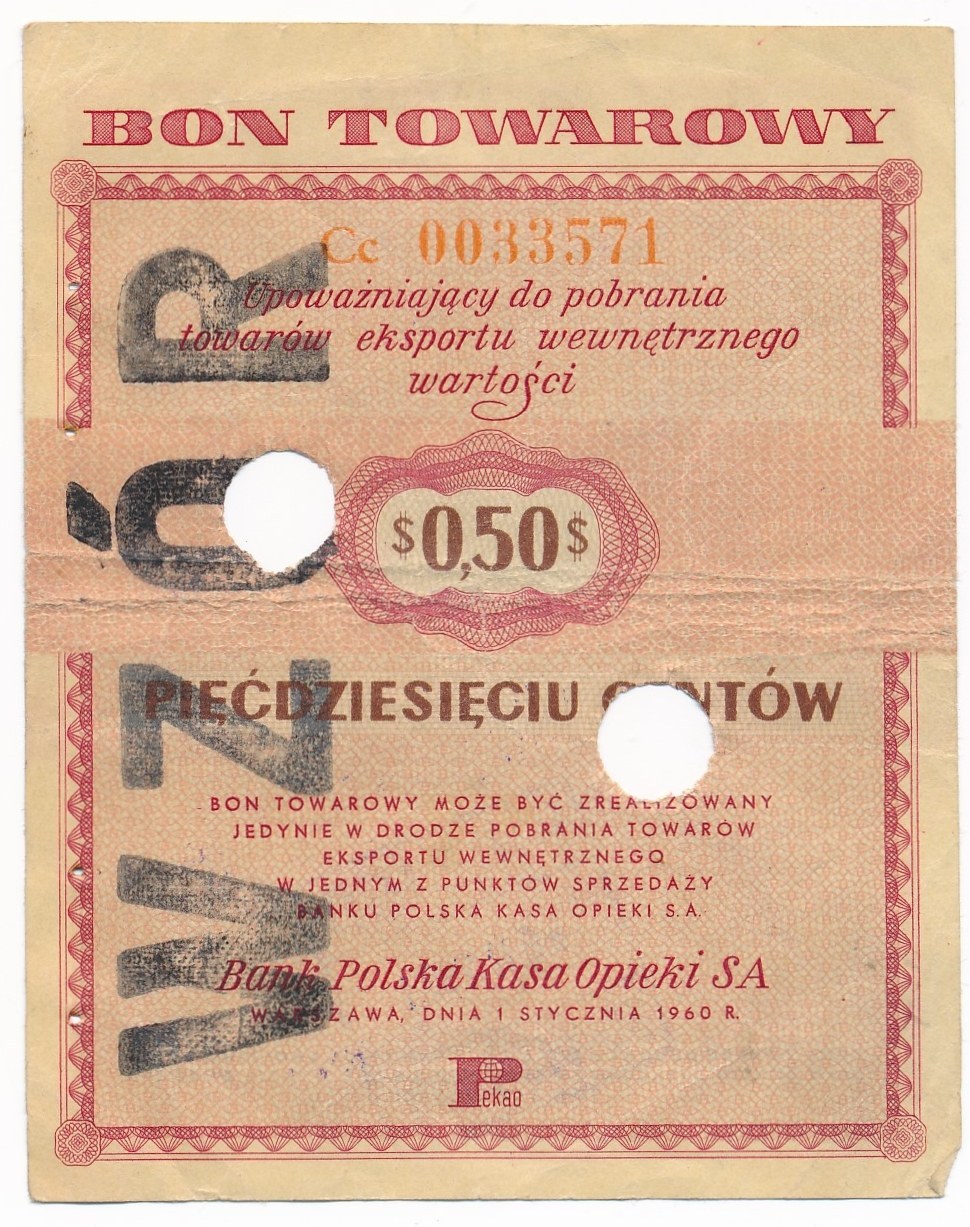 BON TOWAROWY
Cc 0033571
Upoważniający do pobrania
towarów eksportu wewnętrznego
wartości
$0,50$
PIĘĆDZIESIĘCIU CENTÓW
BON TOWAROWY MOŻE BYĆ ZREALIZOWANY
JEDYNIE W DRODZE POBRANIA TOWARÓW
EKSPORTU WEWNĘTRZNEGO
W JEDNYM Z PUNKTÓW SPRZEDAŻY
BANKU POLSKA KASA OPIEKI S.A.
Bank Polska Kasa Opieki SA
WARSZAWA, DNIA 1 STYCZNIA 1960 R.
Pekao
WZÓR